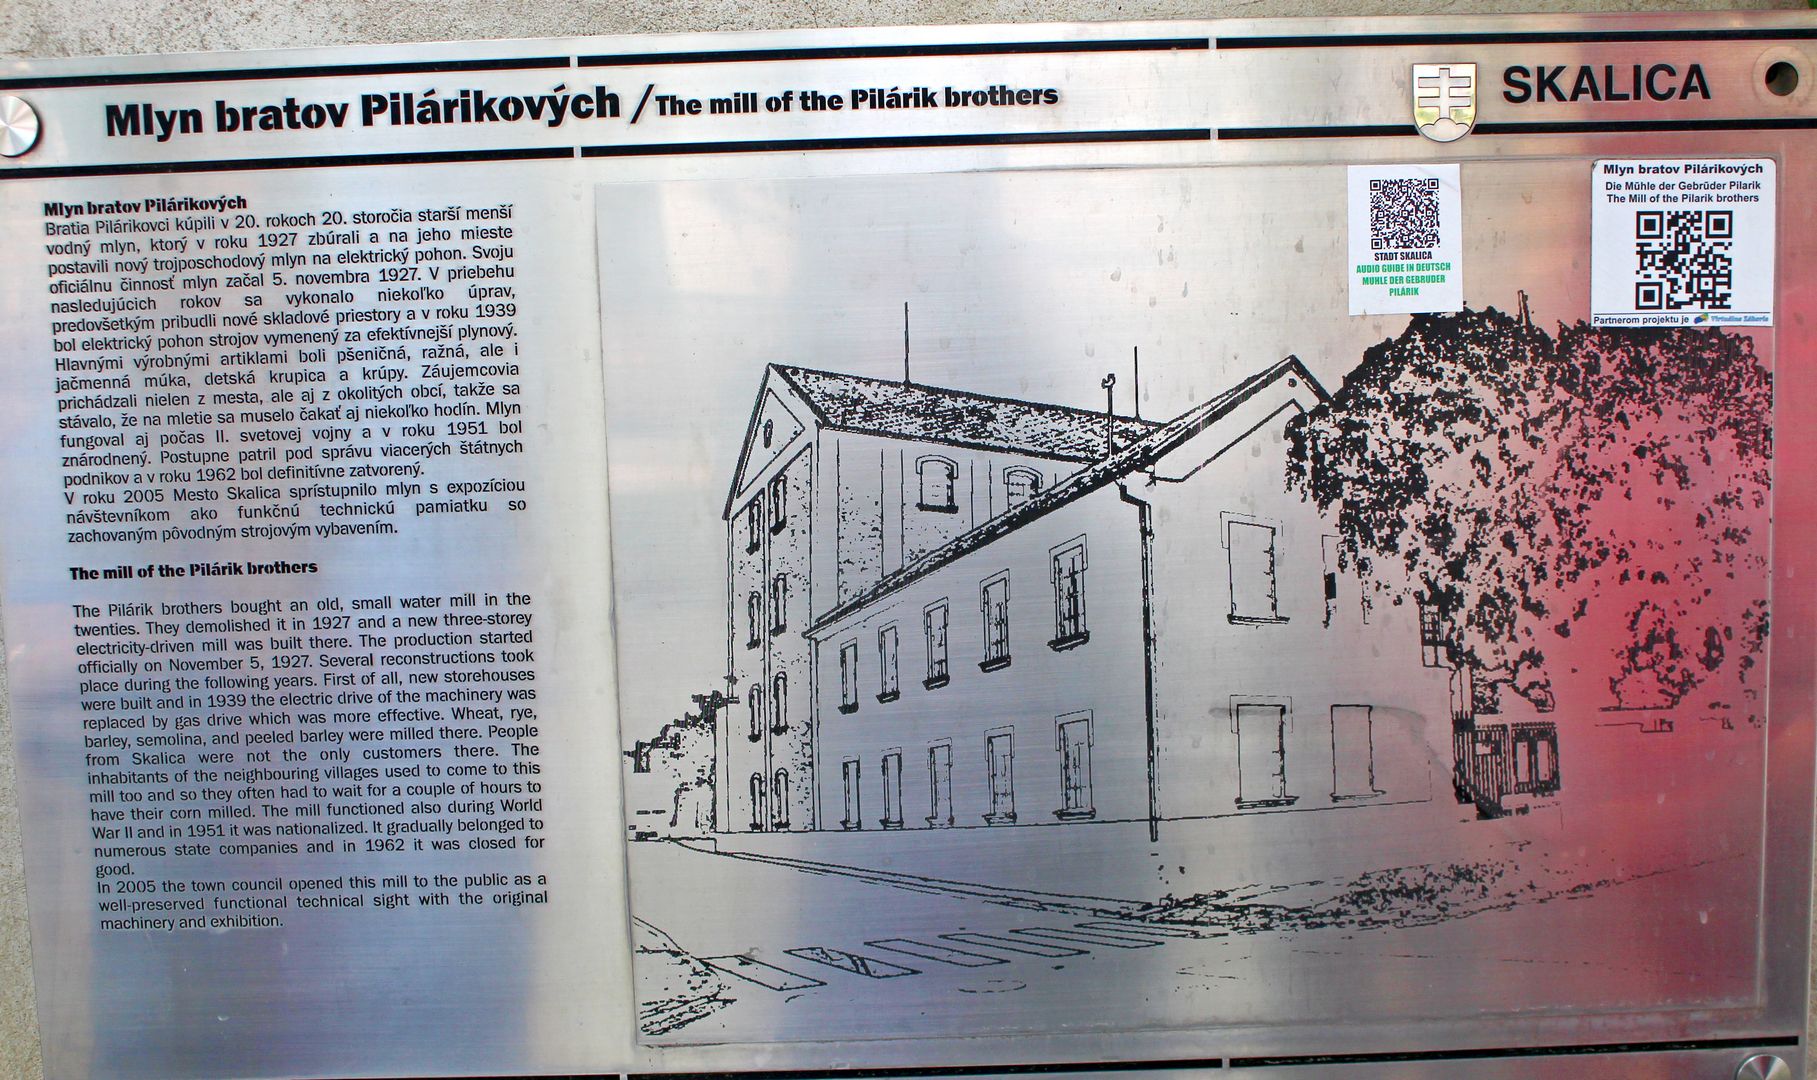 Mlyn bratov Pilárikových / The mill of the Pilárik brothers
SKALICA
Mlyn bratov Pilárikových
Bratia Pilárikovci kúpili v 20. rokoch 20. storočia starší menší
vodný mlyn, ktorý v roku 1927 zbúrali a na jeho mieste
postavili nový trojposchodový mlyn na elektrický pohon. Svoju
oficiálnu činnosť mlyn začal 5. novembra 1927. V priebehu
nasledujúcich rokov sa vykonalo niekoľko úprav,
predovšetkým pribudli nové skladové priestory a v roku 1939
bol elektrický pohon strojov vymenený za efektívnejší plynový.
Hlavnými výrobnými artiklami boli pšeničná, ražná, ale i
jačmenná múka, detská krupica a krúpy. Záujemcovia
prichádzali nielen z mesta, ale aj z okolitých obcí, takže sa
stávalo, že na mletie sa muselo čakať aj niekoľko hodín. Mlyn
fungoval aj počas II. svetovej vojny a v roku 1951 bol
znárodnený. Postupne patril pod správu viacerých štátnych
podnikov a v roku 1962 bol definitívne zatvorený.
V roku 2005 Mesto Skalica sprístupnilo mlyn s expozíciou
návštevníkom ako funkčnú technickú pamiatku so
zachovaným pôvodným strojovým vybavením.
The mill of the Pilárik brothers
The Pilárik brothers bought an old, small water mill in the
twenties. They demolished it in 1927 and a new three-storey
electricity-driven mill was built there. The production started
officially on November 5, 1927. Several reconstructions took
place during the following years. First of all, new storehouses
were built and in 1939 the electric drive of the machinery was
replaced by gas drive which was more effective. Wheat, rye,
barley, semolina, and peeled barley were milled there. People
from Skalica were not the only customers there. The
inhabitants of the neighbouring villages used to come to this
mill too and so they often had to wait for a couple of hours to
have their corn milled. The mill functioned also during World
War II and in 1951 it was nationalized. It gradually belonged to
numerous state companies and in 1962 it was closed for
good.
In 2005 the town council opened this mill to the public as a
well-preserved functional technical sight with the original
machinery and exhibition.
STADT SKALICA
AUDIO GUIDE IN DEUTSCH
MÜHLE DER GEBRÜDER
PILÁRIK
Mlyn bratov Pilárikových
Die Mühle der Gebrüder Pilarik
The Mill of the Pilarik brothers
Partnerom projektu je Virtuálne Záhorie